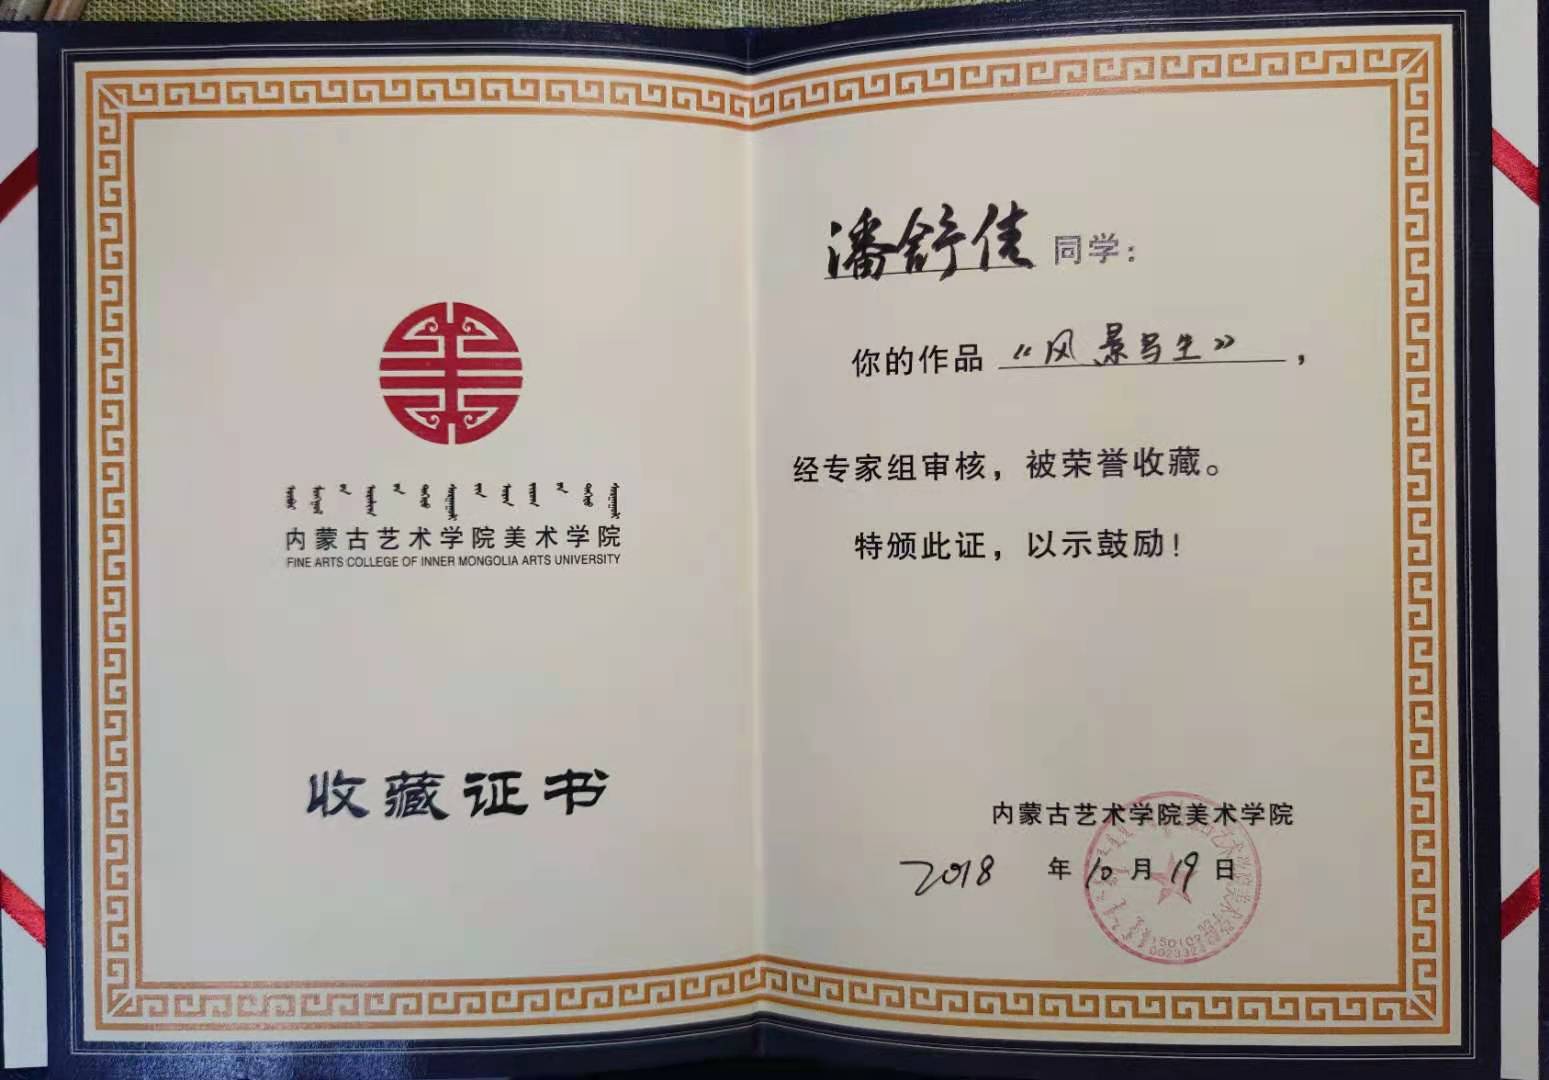 内蒙古艺术学院美术学院
FINE ARTS COLLEGE OF INNER MONGOLIA ARTS UNIVERSITY
收藏证书
潘舒佳 同学：
你的作品 《风景写生》，
经专家组审核，被荣誉收藏。
特颁此证，以示鼓励！
内蒙古艺术学院美术学院
2018 年 10 月 19 日